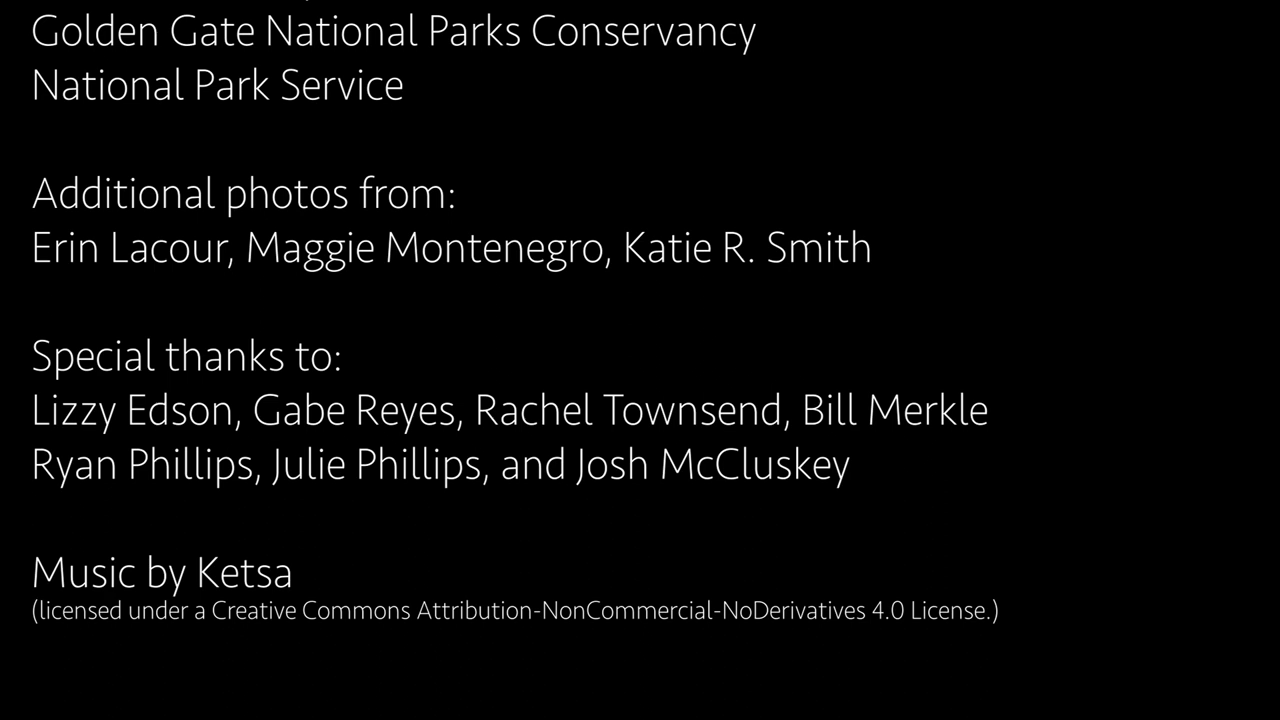 Golden Gate National Parks Conservancy
National Park Service
Additional photos from:
Erin Lacour, Maggie Montenegro, Katie R. Smith
Special thanks to:
Lizzy Edson, Gabe Reyes, Rachel Townsend, Bill Merkle
Ryan Phillips, Julie Phillips, and Josh McCluskey
Music by Ketsa
(licensed under a Creative Commons Attribution-NonCommercial-NoDerivatives 4.0 License.)